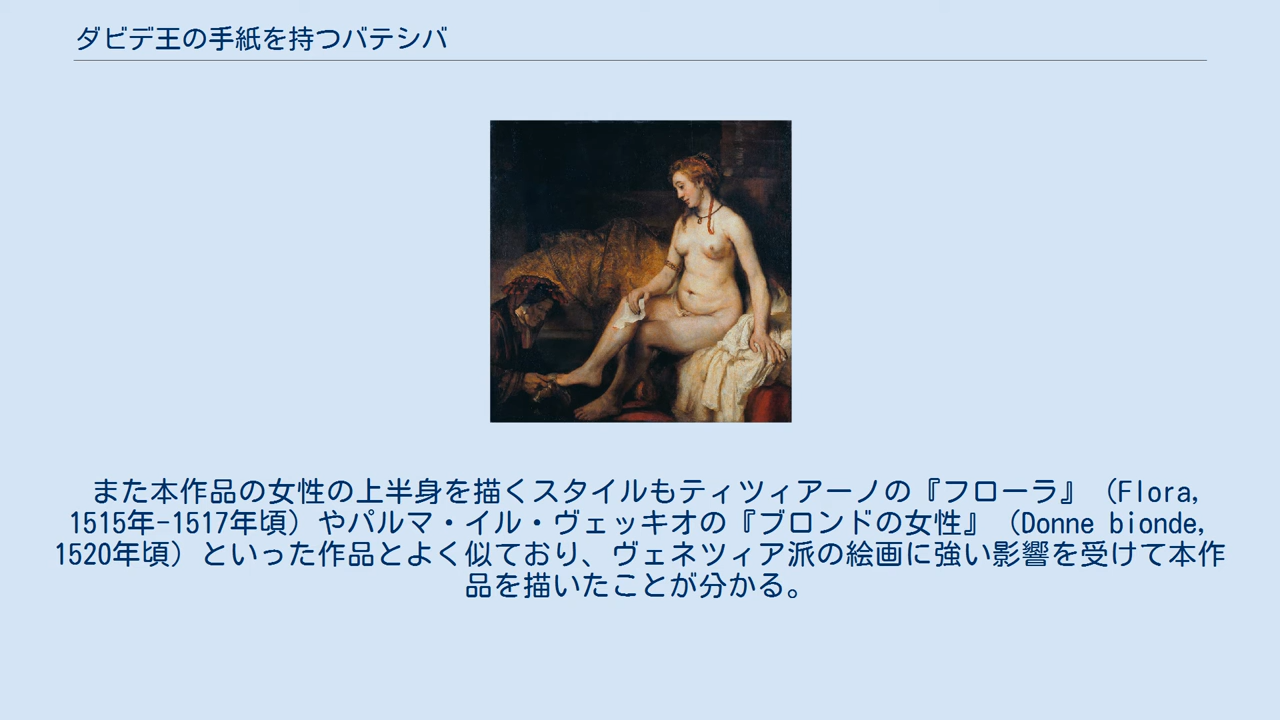 ダビデ王の手紙を持つバテシバ
また本作品の女性の上半身を描くスタイルもティツィアーノの『フローラ』（Flora,
1515年-1517年頃）やパルマ・イル・ヴェッキオの『ブロンドの女性』（Donne bionde,
1520年頃）といった作品とよく似ており、ヴェネツィア派の絵画に強い影響を受けて本作
品を描いたことが分かる。